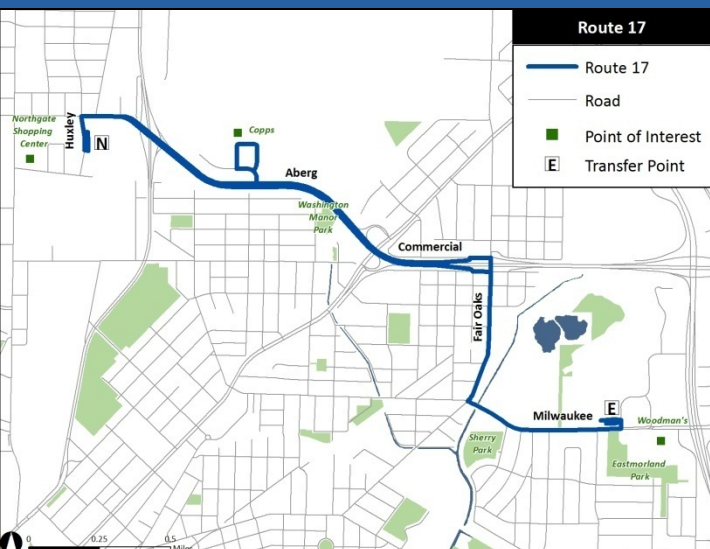 Route 17
Route 17
Road
Point of Interest
E Transfer Point
Northgate
Shopping
Center
Huxley
N
Copps
Aberg
Washington
Manor
Park
Commercial
Fair Oaks
Milwaukee
E
Woodman's
Sherry
Park
Eastmorland
Park
0 0.25 0.5
Miles